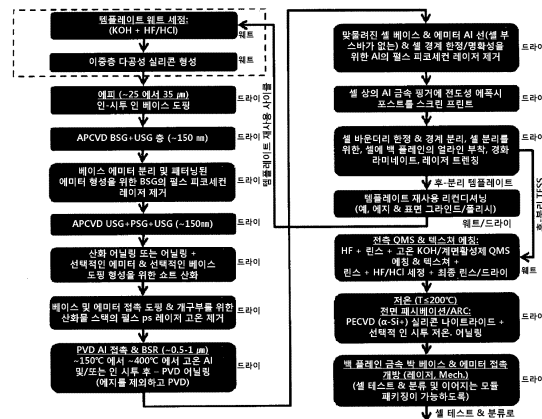 템플레이트 웨트 세정:
(KOH + HF/HCl)
웨트
이중층 다공성 실리콘 형성
웨트
에피 (~25 에서 35 ㎛)
인-시투 인 베이스 도핑
드라이
APCVD BSG+USG 층 (~150 ㎚)
드라이
베이스 에미터 분리 및 패터닝된
에미터 형성을 위한 BSG의 펄스 피코세컨
레이저 제거
드라이
APCVD USG+PSG+USG (~150㎚)
드라이
산화 어닐링 또는 어닐링 +
선택적인 에미터 & 선택적인 베이스
도핑 형성을 위한 쇼트 산화
드라이
베이스 및 에미터 접촉 도핑 & 개구부를 위한
산화물 스택의 펄스 ps 레이저 고온 제거
드라이
PVD Al 접촉 & BSR (~0.5-1 ㎛)
~150℃ 에서 ~400℃ 에서 고온 Al
및/또는 인 시투 후 – PVD 어닐링
(에지를 제외하고 PVD)
드라이
템플레이트 재사용 사이클
맞물려진 셀 베이스 & 에미터 Al 선(셀 부
스바가 없는) & 셀 경계 한정/명확성을
위한 Al의 펄스 피코세컨 레이저 제거
드라이
셀 상의 Al 금속 핑거에 전도성 에폭시
포스트를 스크린 프린트
드라이
셀 바운더리 한정 & 경계 분리, 셀 분리를
위한, 셀에 백 플레인의 얼라인 부착, 경화
라미네이트, 레이저 트렌칭
드라이
후-분리 템플레이트
템플레이트 재사용 리컨디셔닝
(예, 에지 & 표면 그라인드/폴리시)
웨트/드라이
후-분리 TFSS
전측 QMS & 텍스쳐 에칭:
HF + 린스 + 고온 KOH/계면활성제 QMS
에칭 & 텍스쳐 +
린스 + HF/HCl 세정 + 최종 린스/드라이
웨트
저온 (T≤200℃)
전면 패시베이션/ARC:
PECVD (α-Si+) 실리콘 나이트라이드 +
선택적인 인 시투 저온. 어닐링
드라이
백 플레인 금속 박 베이스 & 에미터 접촉
개방 (레이저, Mech.)
(셀 테스트 & 분류 및 이어지는 모듈
패키징이 가능하도록)
드라이
셀 테스트 & 분류로